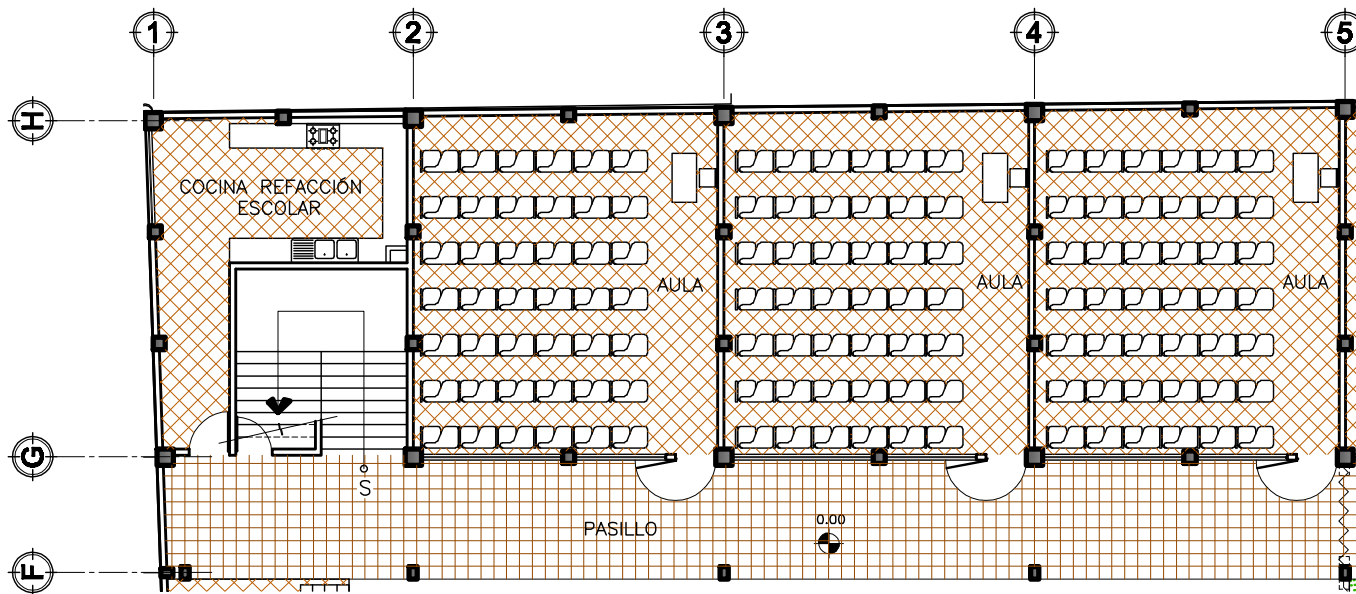 1 2 3 4 5
H
COCINA REFACCIÓN
ESCOLAR
AULA AULA AULA
G
S
PASILLO
0.00
F